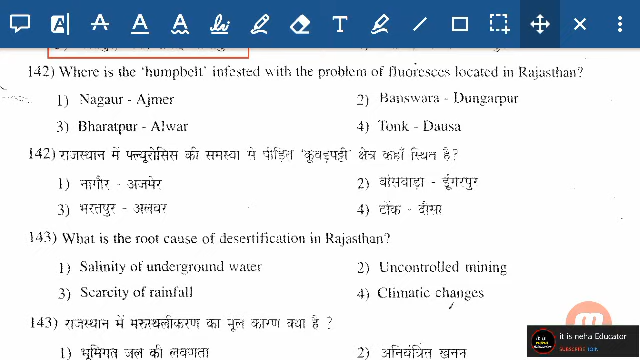 142) Where is the 'humpbelt' infested with the problem of fluoresces located in Rajasthan?
1) Nagaur - Ajmer 2) Banswara - Dungarpur
3) Bharatpur - Alwar 4) Tonk - Dausa
142) राजस्थान में फ्ल्यूरोसिस की समस्या से पीड़ित 'कूबड़पट्टी' क्षेत्र कहाँ स्थित है?
1) नागौर - अजमेर 2) बांसवाड़ा - डूंगरपुर
3) भरतपुर - अलवर 4) टोंक - दौसा
143) What is the root cause of desertification in Rajasthan?
1) Salinity of underground water 2) Uncontrolled mining
3) Scarcity of rainfall 4) Climatic changes
143) राजस्थान में मरुस्थलीकरण का मूल कारण क्या है ?
1) भूमिगत जल की लवणता 2) अनियंत्रित खनन
it is neha Educator
SUBSCRIBE NOW